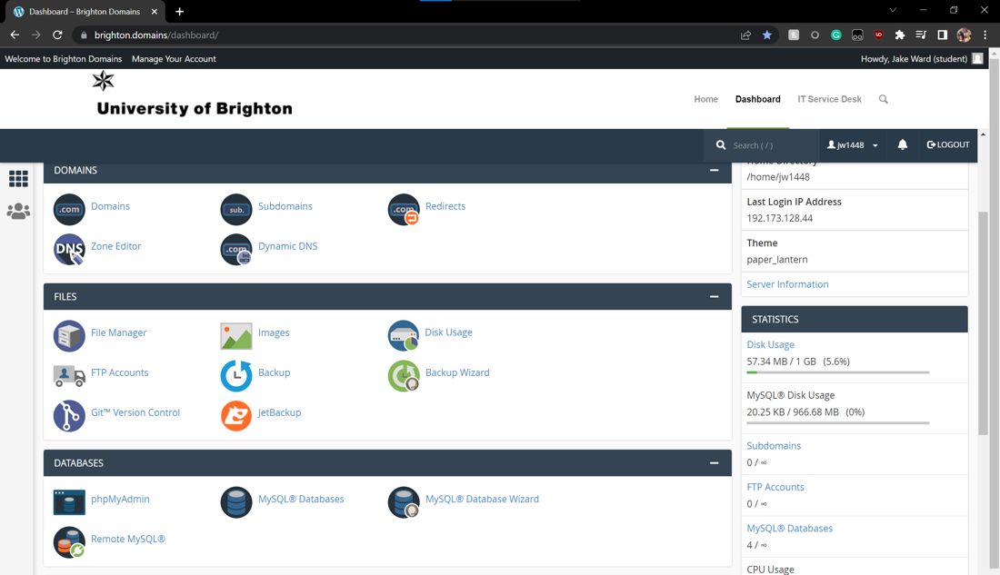 Dashboard – Brighton Domains
brighton.domains/dashboard/
Welcome to Brighton Domains Manage Your Account
Howdy, Jake Ward (student)
University of Brighton
Home Dashboard IT Service Desk
Search ( / )
jw1448
LOGOUT
DOMAINS
.com Domains
sub. Subdomains
.com Redirects
DNS Zone Editor
.com Dynamic DNS
FILES
File Manager
Images
Disk Usage
FTP Accounts
Backup
Backup Wizard
Git™ Version Control
JetBackup
DATABASES
phpMyAdmin
MySQL® Databases
MySQL® Database Wizard
Remote MySQL®
Home Directory
/home/jw1448
Last Login IP Address
192.173.128.44
Theme
paper_lantern
Server Information
STATISTICS
Disk Usage
57.34 MB / 1 GB (5.6%)
MySQL® Disk Usage
20.25 KB / 966.68 MB (0%)
Subdomains
0 / ∞
FTP Accounts
0 / ∞
MySQL® Databases
4 / ∞
CPU Usage